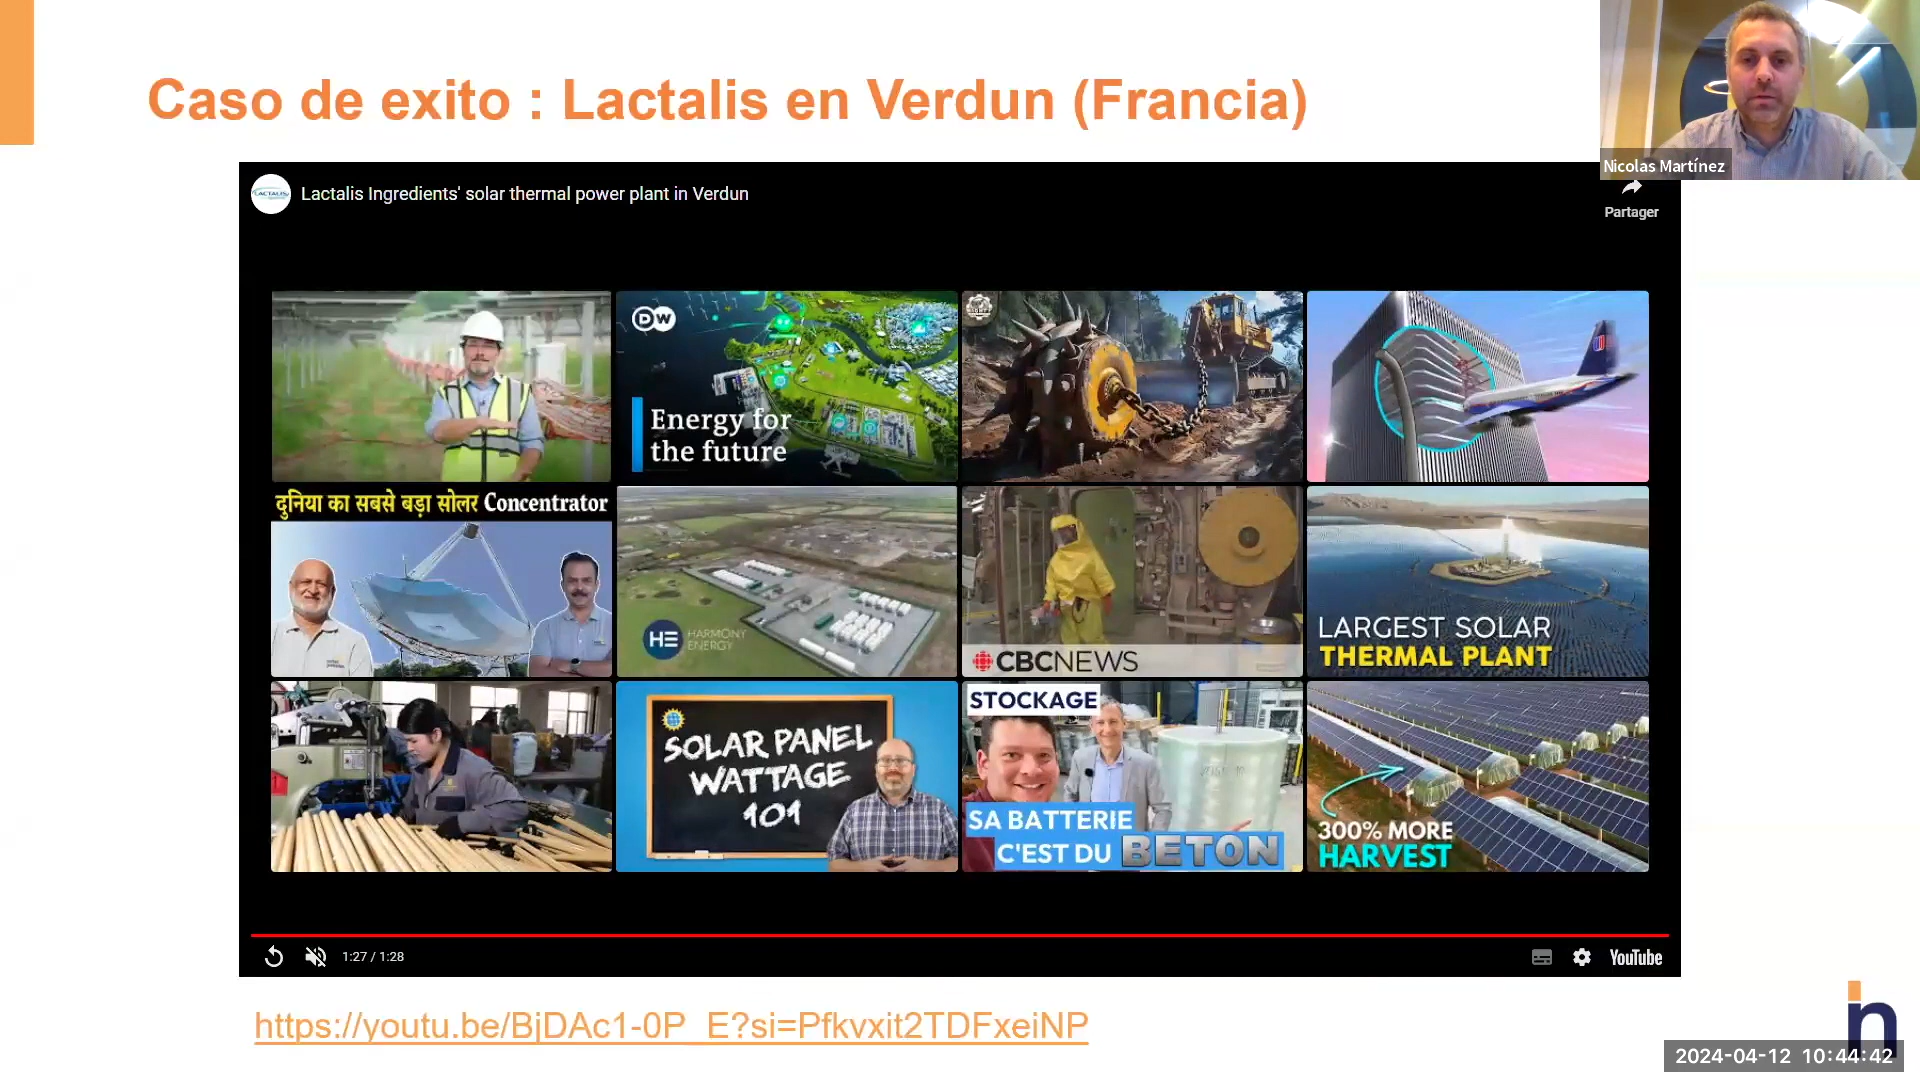 Caso de exito : Lactalis en Verdun (Francia)
Nicolas Martínez
LACTALIS
Lactalis Ingredients' solar thermal power plant in Verdun
Partager
DW
Energy for
the future
दुनिया का सबसे बड़ा सोलर Concentrator
HE HARMONY
ENERGY
CBCNEWS
LARGEST SOLAR
THERMAL PLANT
SOLAR PANEL
WATTAGE
101
STOCKAGE
SA BATTERIE
C'EST DU BETON
300% MORE
HARVEST
1:27 / 1:28
YouTube
https://youtu.be/BjDAc1-0P_E?si=Pfkvxit2TDFxeiNP
in
2024-04-12 10:44:42